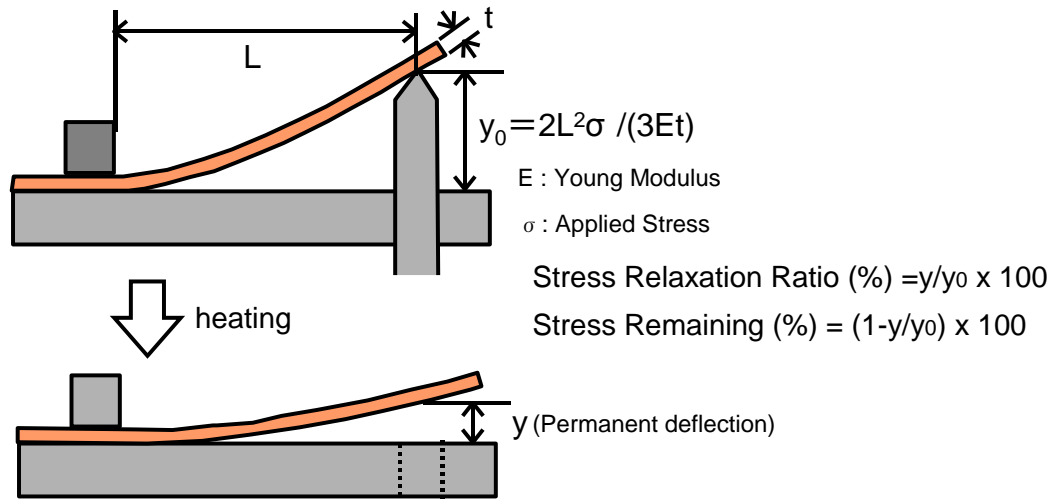 t
L
y₀＝2L²σ /(3Et)
E : Young Modulus
σ : Applied Stress
Stress Relaxation Ratio (%) =y/y₀ x 100
Stress Remaining (%) = (1-y/y₀) x 100
heating
y (Permanent deflection)